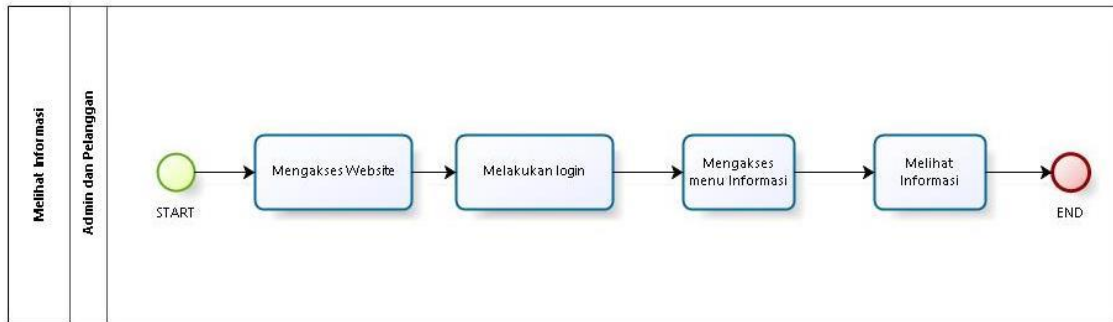 Melihat Informasi
Admin dan Pelanggan
START
Mengakses Website
Melakukan login
Mengakses
menu Informasi
Melihat
Informasi
END